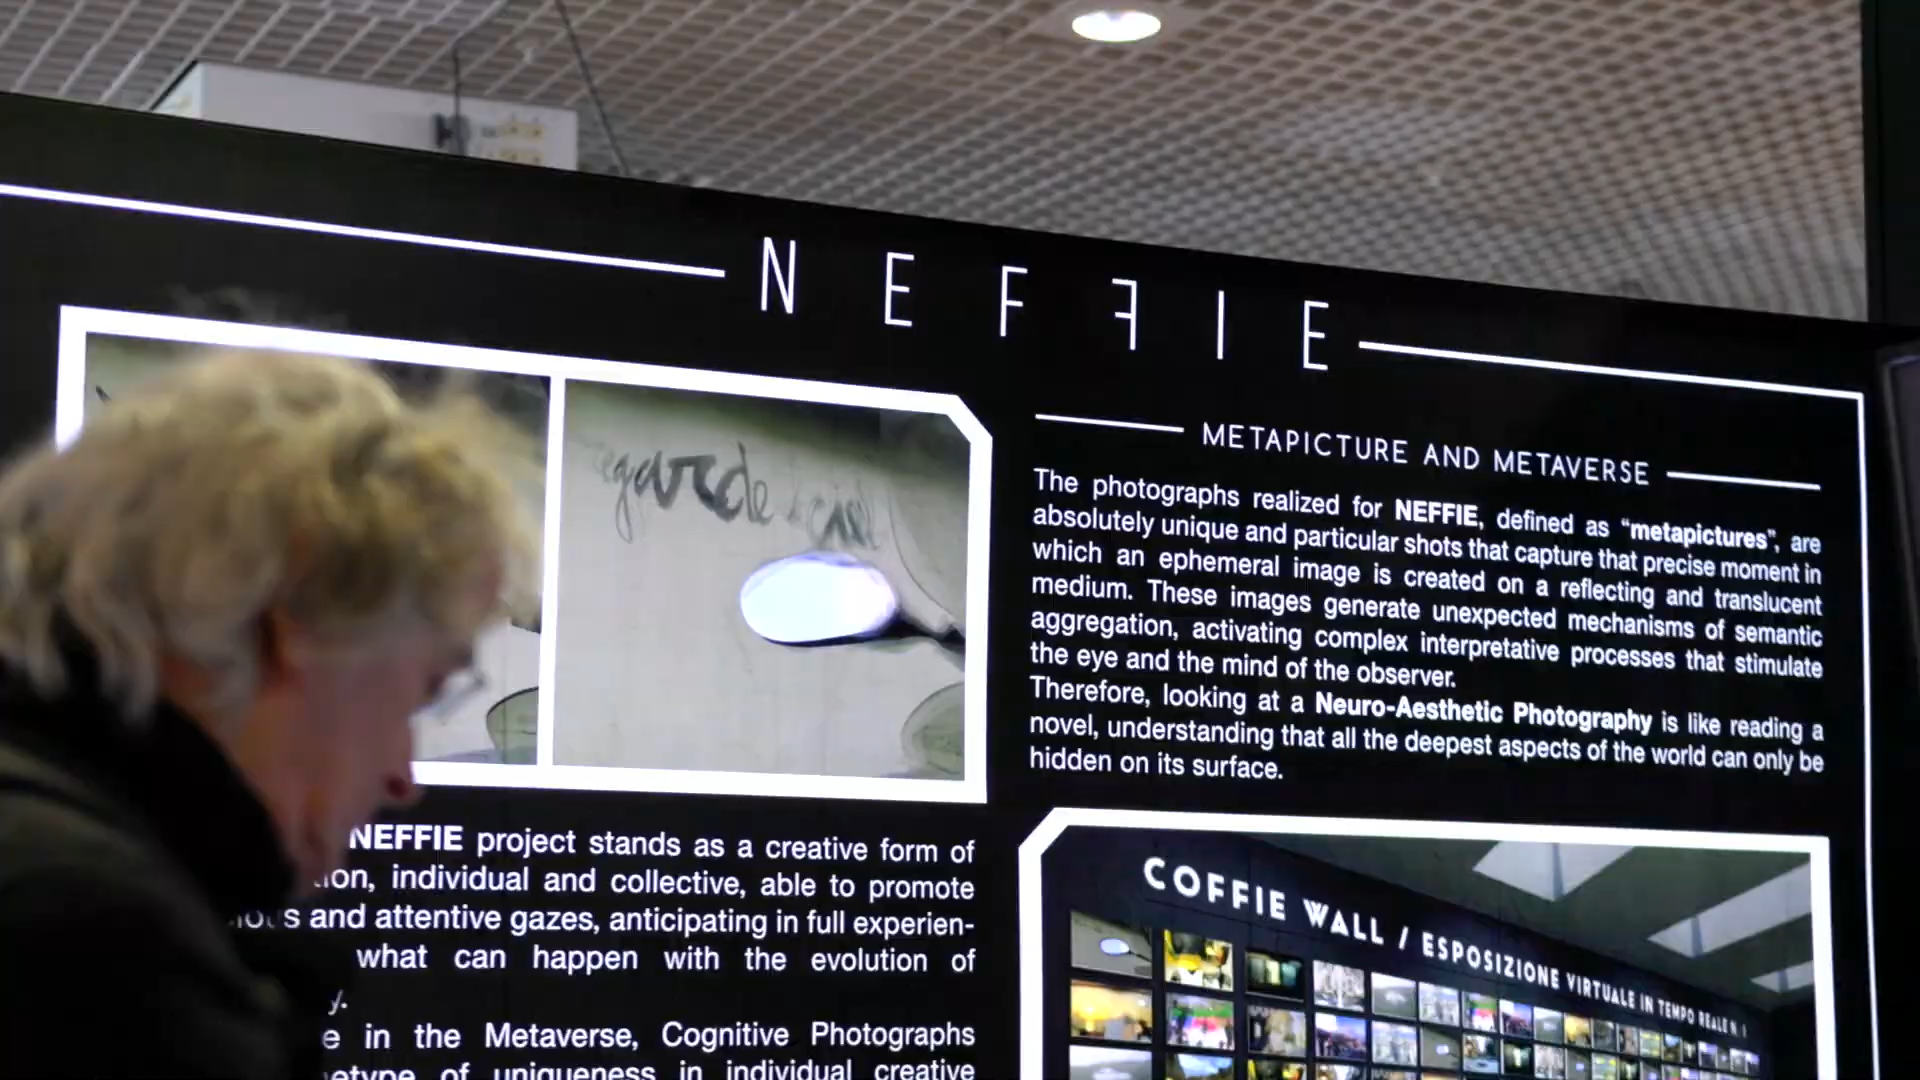 NEFFIE
garde
NEFFIE project stands as a creative form of
individual and collective, able to promote
and attentive gazes, anticipating in full experien-
what can happen with the evolution of
in the Metaverse, Cognitive Photographs
of uniqueness in individual creative
METAPICTURE AND METAVERSE
The photographs realized for NEFFIE, defined as “metapictures”, are
absolutely unique and particular shots that capture that precise moment in
which an ephemeral image is created on a reflecting and translucent
medium. These images generate unexpected mechanisms of semantic
aggregation, activating complex interpretative processes that stimulate
the eye and the mind of the observer.
Therefore, looking at a Neuro-Aesthetic Photography is like reading a
novel, understanding that all the deepest aspects of the world can only be
hidden on its surface.
COFFIE WALL / ESPOSIZIONE VIRTUALE IN TEMPO REALE N. 1